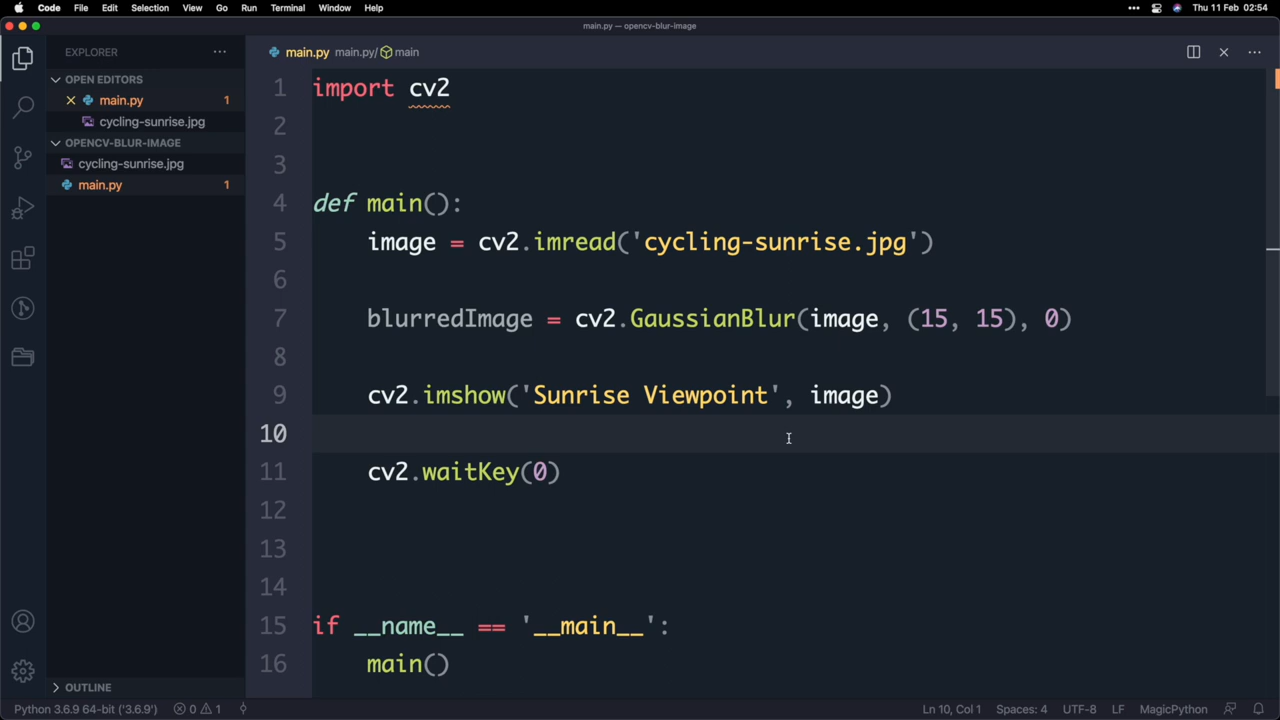 Code File Edit Selection View Go Run Terminal Window Help ••• Thu 11 Feb 02:54
main.py — opencv-blur-image
EXPLORER ···
OPEN EDITORS
main.py 1
cycling-sunrise.jpg
OPENCV-BLUR-IMAGE
cycling-sunrise.jpg
main.py 1
OUTLINE
main.py main.py/ main ···
1 import cv2
2
3
4 def main():
5 image = cv2.imread('cycling-sunrise.jpg')
6
7 blurredImage = cv2.GaussianBlur(image, (15, 15), 0)
8
9 cv2.imshow('Sunrise Viewpoint', image)
10
11 cv2.waitKey(0)
12
13
14
15 if __name__ == '__main__':
16 main()
Python 3.6.9 64-bit ('3.6.9') 0 1 Ln 10, Col 1 Spaces: 4 UTF-8 LF MagicPython